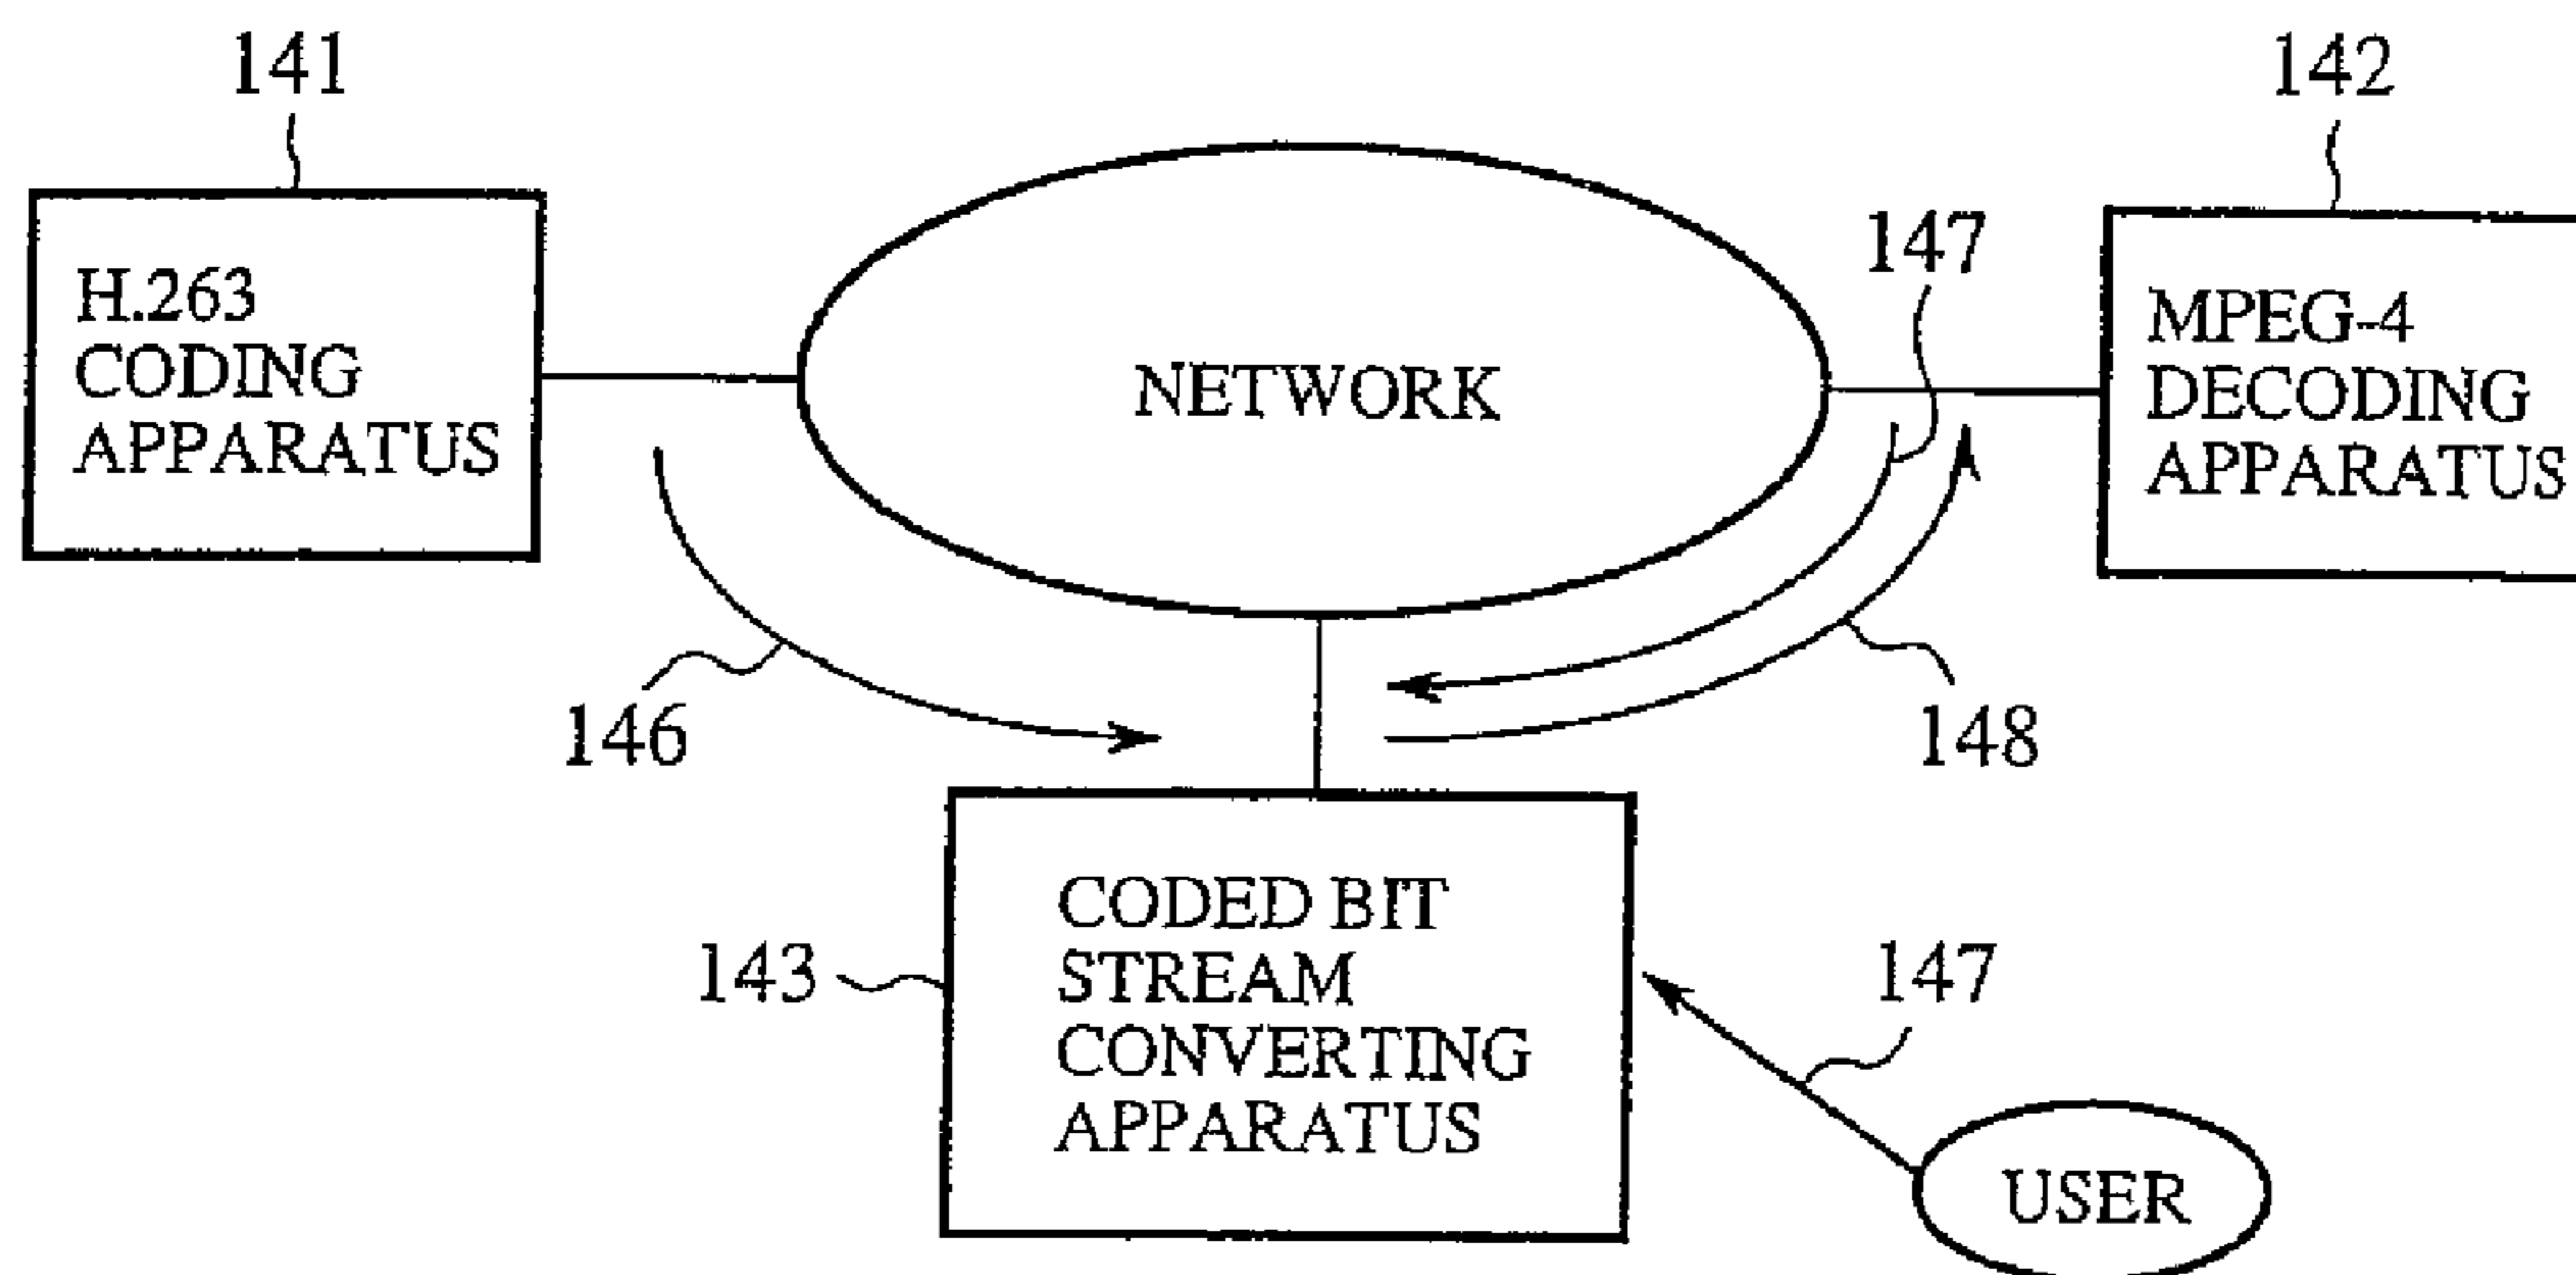 141
142
H.263
CODING
APPARATUS
NETWORK
147
MPEG-4
DECODING
APPARATUS
146
148
143
CODED BIT
STREAM
CONVERTING
APPARATUS
147
USER